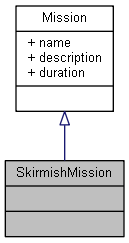 Mission
+ name
+ description
+ duration
SkirmishMission